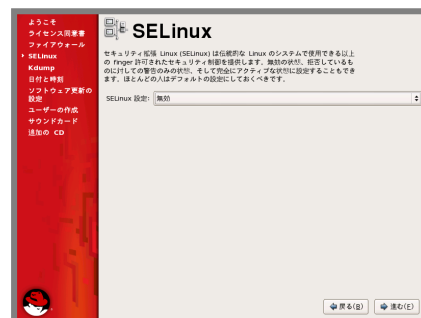 ようこそ
ライセンス同意書
ファイアウォール
SELinux
Kdump
日付と時刻
ソフトウェア更新の
設定
ユーザーの作成
サウンドカード
追加の CD
SELinux
セキュリティ拡張 Linux (SELinux) は伝統的な Linux のシステムで使用できる以上
の finger 許可されたセキュリティ制御を提供します。無効の状態、拒否しているも
のに対しての警告のみの状態、そして完全にアクティブな状態に設定することもでき
ます。ほとんどの人はデフォルトの設定にしておくべきです。
SELinux 設定: 無効
戻る(B) 進む(F)